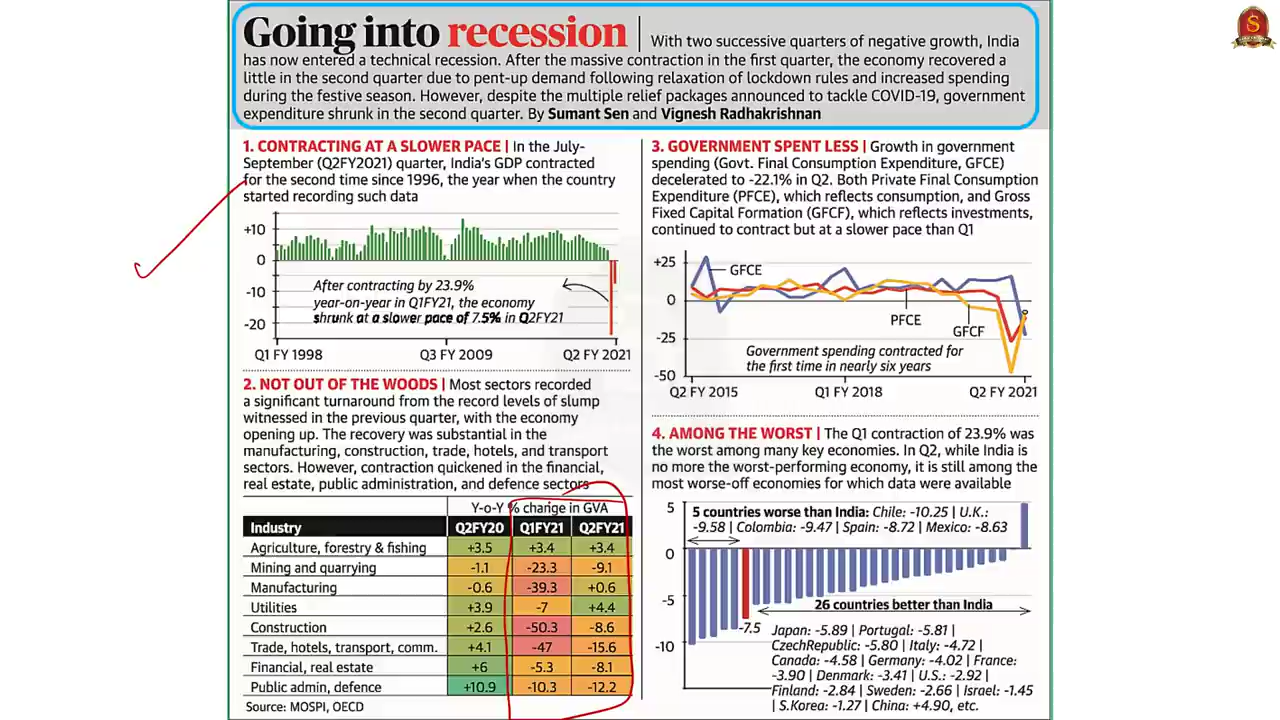 Going into recession | With two successive quarters of negative growth, India
has now entered a technical recession. After the massive contraction in the first quarter, the economy recovered a
little in the second quarter due to pent-up demand following relaxation of lockdown rules and increased spending
during the festive season. However, despite the multiple relief packages announced to tackle COVID-19, government
expenditure shrunk in the second quarter. By Sumant Sen and Vignesh Radhakrishnan
1. CONTRACTING AT A SLOWER PACE | In the July-
September (Q2FY2021) quarter, India's GDP contracted
for the second time since 1996, the year when the country
started recording such data
+10
0
-10
-20
After contracting by 23.9%
year-on-year in Q1FY21, the economy
shrunk at a slower pace of 7.5% in Q2FY21
Q1 FY 1998 Q3 FY 2009 Q2 FY 2021
2. NOT OUT OF THE WOODS | Most sectors recorded
a significant turnaround from the record levels of slump
witnessed in the previous quarter, with the economy
opening up. The recovery was substantial in the
manufacturing, construction, trade, hotels, and transport
sectors. However, contraction quickened in the financial,
real estate, public administration, and defence sectors
Y-o-Y % change in GVA
Industry Q2FY20 Q1FY21 Q2FY21
Agriculture, forestry & fishing +3.5 +3.4 +3.4
Mining and quarrying -1.1 -23.3 -9.1
Manufacturing -0.6 -39.3 +0.6
Utilities +3.9 -7 +4.4
Construction +2.6 -50.3 -8.6
Trade, hotels, transport, comm. +4.1 -47 -15.6
Financial, real estate +6 -5.3 -8.1
Public admin, defence +10.9 -10.3 -12.2
Source: MOSPI, OECD
3. GOVERNMENT SPENT LESS | Growth in government
spending (Govt. Final Consumption Expenditure, GFCE)
decelerated to -22.1% in Q2. Both Private Final Consumption
Expenditure (PFCE), which reflects consumption, and Gross
Fixed Capital Formation (GFCF), which reflects investments,
continued to contract but at a slower pace than Q1
+25
0
-25
-50
GFCE
PFCE
GFCF
Government spending contracted for
the first time in nearly six years
Q2 FY 2015 Q1 FY 2018 Q2 FY 2021
4. AMONG THE WORST | The Q1 contraction of 23.9% was
the worst among many key economies. In Q2, while India is
no more the worst-performing economy, it is still among the
most worse-off economies for which data were available
5
0
-5
-10
5 countries worse than India: Chile: -10.25 | U.K.:
-9.58 | Colombia: -9.47 | Spain: -8.72 | Mexico: -8.63
26 countries better than India
-7.5
Japan: -5.89 | Portugal: -5.81 |
CzechRepublic: -5.80 | Italy: -4.72 |
Canada: -4.58 | Germany: -4.02 | France:
-3.90 | Denmark: -3.41 | U.S.: -2.92 |
Finland: -2.84 | Sweden: -2.66 | Israel: -1.45
| S.Korea: -1.27 | China: +4.90, etc.
S